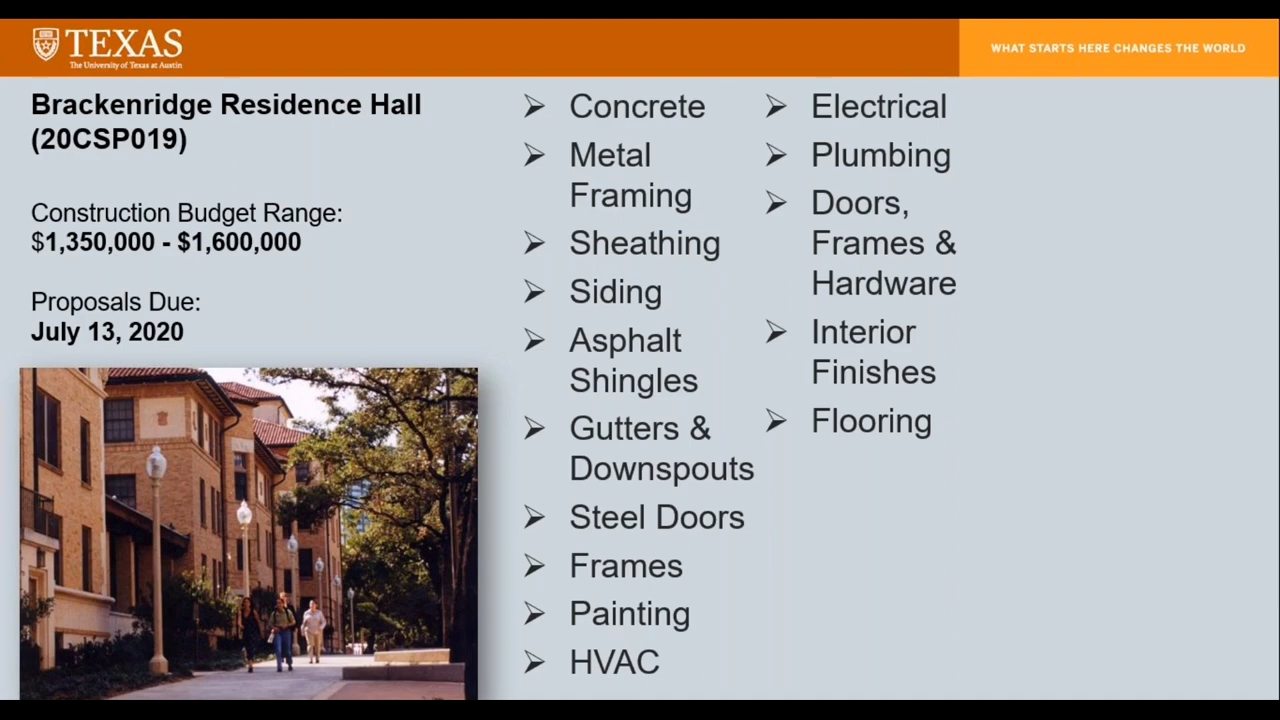 TEXAS
The University of Texas at Austin
WHAT STARTS HERE CHANGES THE WORLD
Brackenridge Residence Hall
(20CSP019)
Construction Budget Range:
$1,350,000 - $1,600,000
Proposals Due:
July 13, 2020
➢ Concrete
➢ Metal
Framing
➢ Sheathing
➢ Siding
➢ Asphalt
Shingles
➢ Gutters &
Downspouts
➢ Steel Doors
➢ Frames
➢ Painting
➢ HVAC
➢ Electrical
➢ Plumbing
➢ Doors,
Frames &
Hardware
➢ Interior
Finishes
➢ Flooring